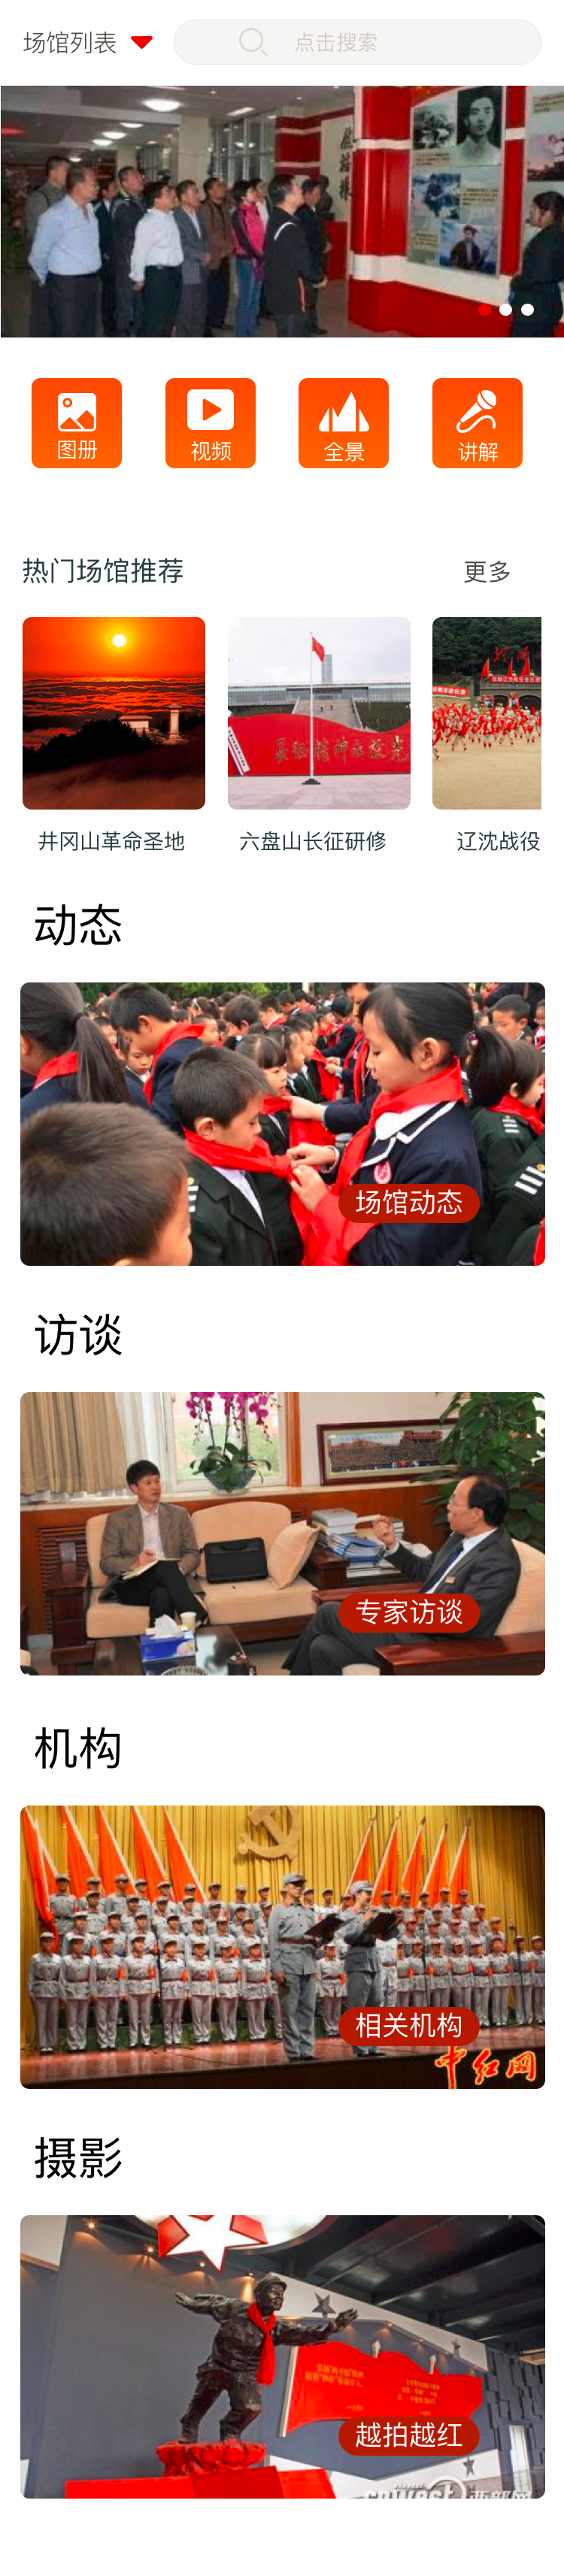 场馆列表
点击搜索
图册
视频
全景
讲解
热门场馆推荐
更多
井冈山革命圣地
六盘山长征研修
辽沈战役
动态
场馆动态
访谈
专家访谈
机构
相关机构
中红网
摄影
越拍越红